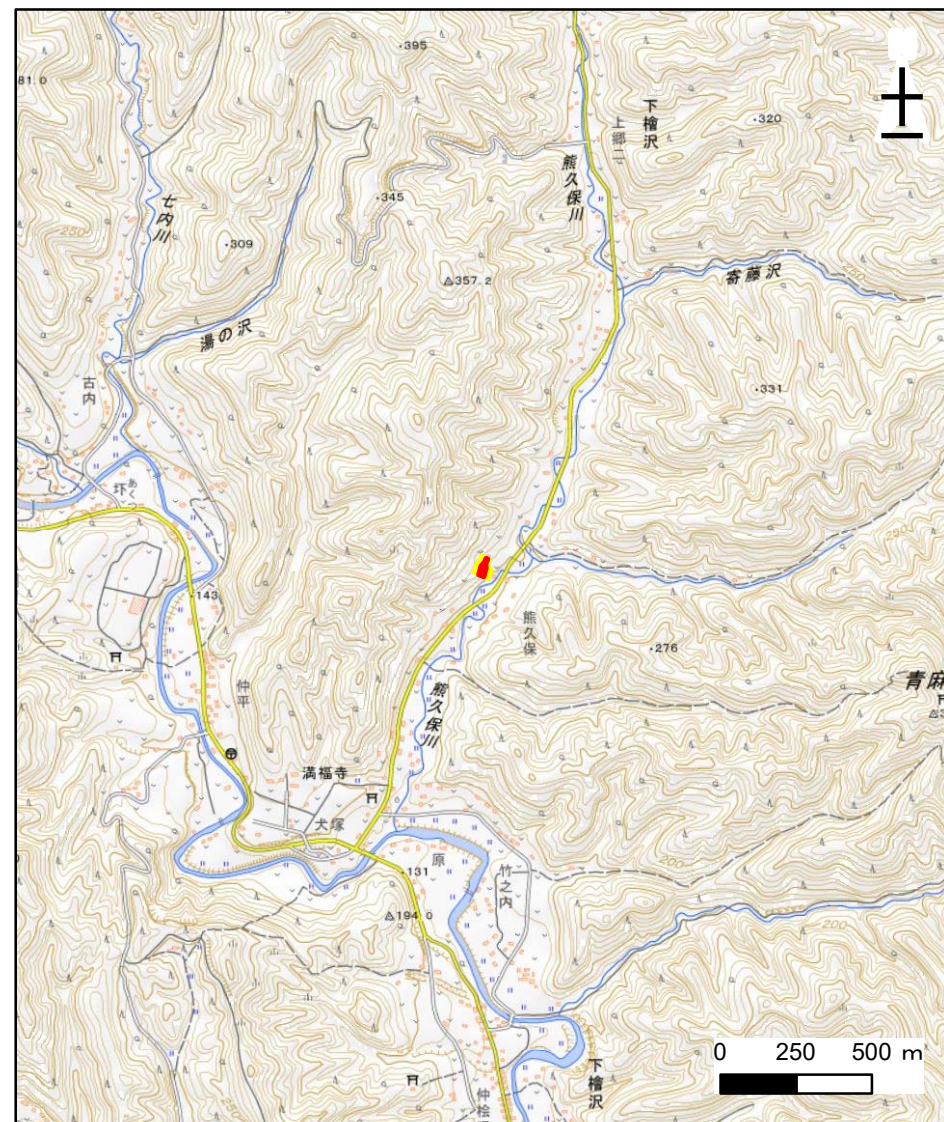 395
81.0
下檜沢
上郷二
320
熊久保川
七内川
250
345
309
357.2
寄藤沢
湯の沢
331
古内
圷
あく
143
熊久保
276
仲平
熊久保川
青麻
満福寺
犬塚
原
131
竹之内
194.0
200
200
下檜沢
0 250 500 m